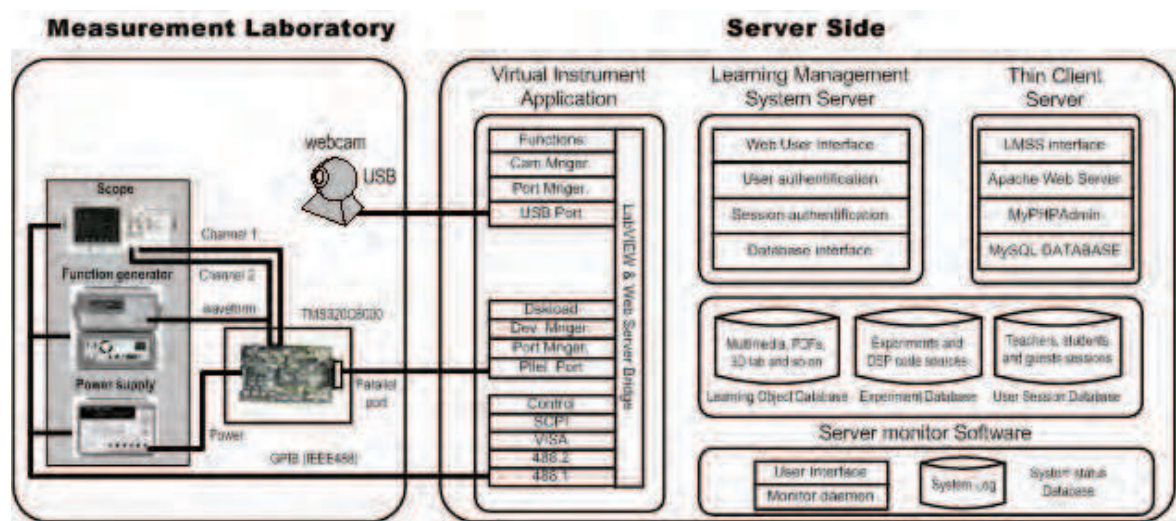 Measurement Laboratory
Server Side
Virtual Instrument
Application
Learning Management
System Server
Thin Client
Server
webcam
USB
Scope
Channel 1
Channel 2
Function generator
waveform
Power supply
Power
Parallel
port
GPIB (IEEE488)
Functions
Cam Mnger.
Port Mnger.
USB Port
Dskload
Dev. Mnger.
Port Mnger.
Pllel. Port
Control
SCPI
VISA
488.2
488.1
LabVIEW & Web Server Bridge
Web User Interface
User authentification
Session authentification
Database interface
LMSS interface
Apache Web Server
MyPHPAdmin
MySQL DATABASE
Multimedia, PDFs,
3D lab and so on
Learning Object Database
Experiments and
DSP code sources
Experiment Database
Teachers, students
and guests sessions
User Session Database
Server monitor Software
User Interface
Monitor daemen
System Log
System status
Database